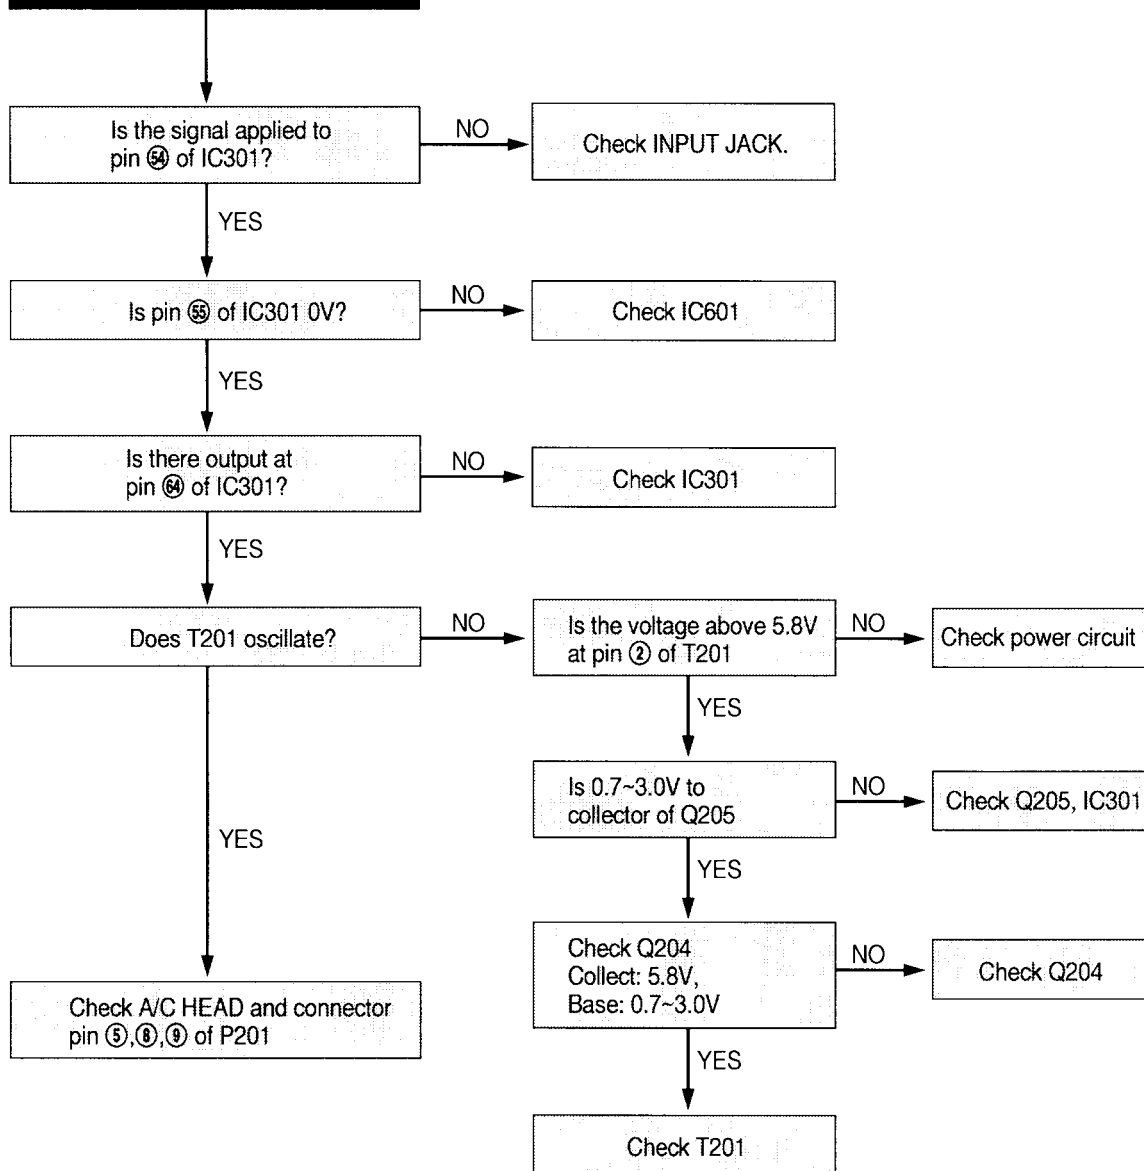 Is the signal applied to
pin ㊴ of IC301?
NO
Check INPUT JACK.
YES
Is pin 55 of IC301 0V?
NO
Check IC601
YES
Is there output at
pin 64 of IC301?
NO
Check IC301
YES
Does T201 oscillate?
NO
Is the voltage above 5.8V
at pin ② of T201
NO
Check power circuit
YES
Is 0.7~3.0V to
collector of Q205
NO
Check Q205, IC301
YES
YES
Check Q204
Collect: 5.8V,
Base: 0.7~3.0V
NO
Check Q204
Check A/C HEAD and connector
pin ⑤,⑧,⑨ of P201
YES
Check T201